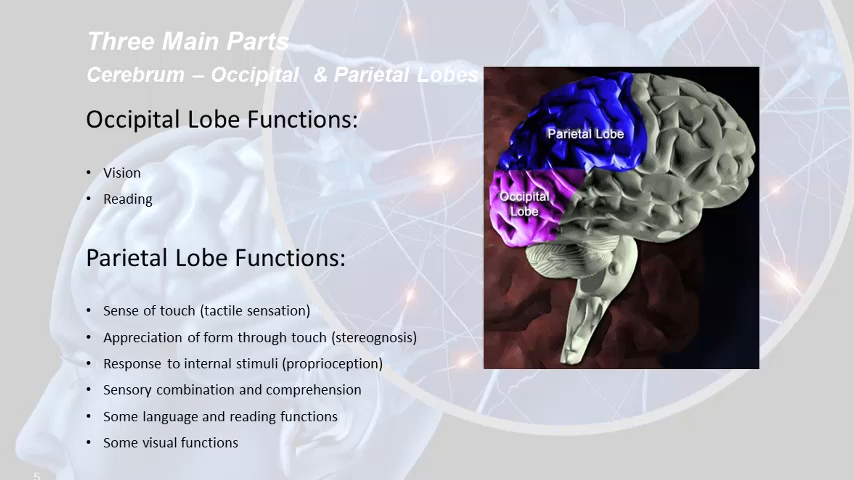 Three Main Parts
Cerebrum – Occipital & Parietal Lobes
Occipital Lobe Functions:
• Vision
• Reading
Parietal Lobe Functions:
• Sense of touch (tactile sensation)
• Appreciation of form through touch (stereognosis)
• Response to internal stimuli (proprioception)
• Sensory combination and comprehension
• Some language and reading functions
• Some visual functions
Parietal Lobe
Occipital
Lobe
5